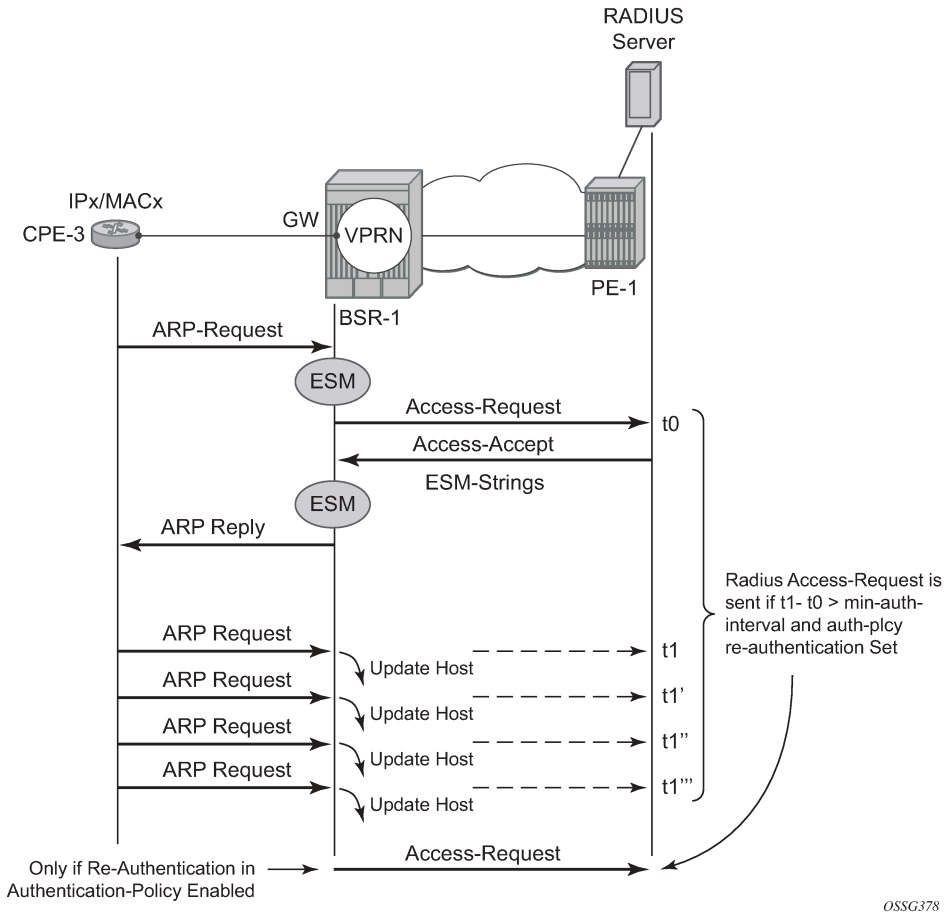 RADIUS
Server
IPx/MACx
CPE-3
GW
VPRN
PE-1
BSR-1
ARP-Request
ESM
Access-Request
t0
Access-Accept
ESM-Strings
ESM
ARP Reply
Radius Access-Request is
sent if t1- t0 > min-auth-
interval and auth-plcy
re-authentication Set
ARP Request
Update Host
t1
ARP Request
Update Host
t1'
ARP Request
Update Host
t1''
ARP Request
Update Host
t1'''
Access-Request
Only if Re-Authentication in
Authentication-Policy Enabled
OSSG378